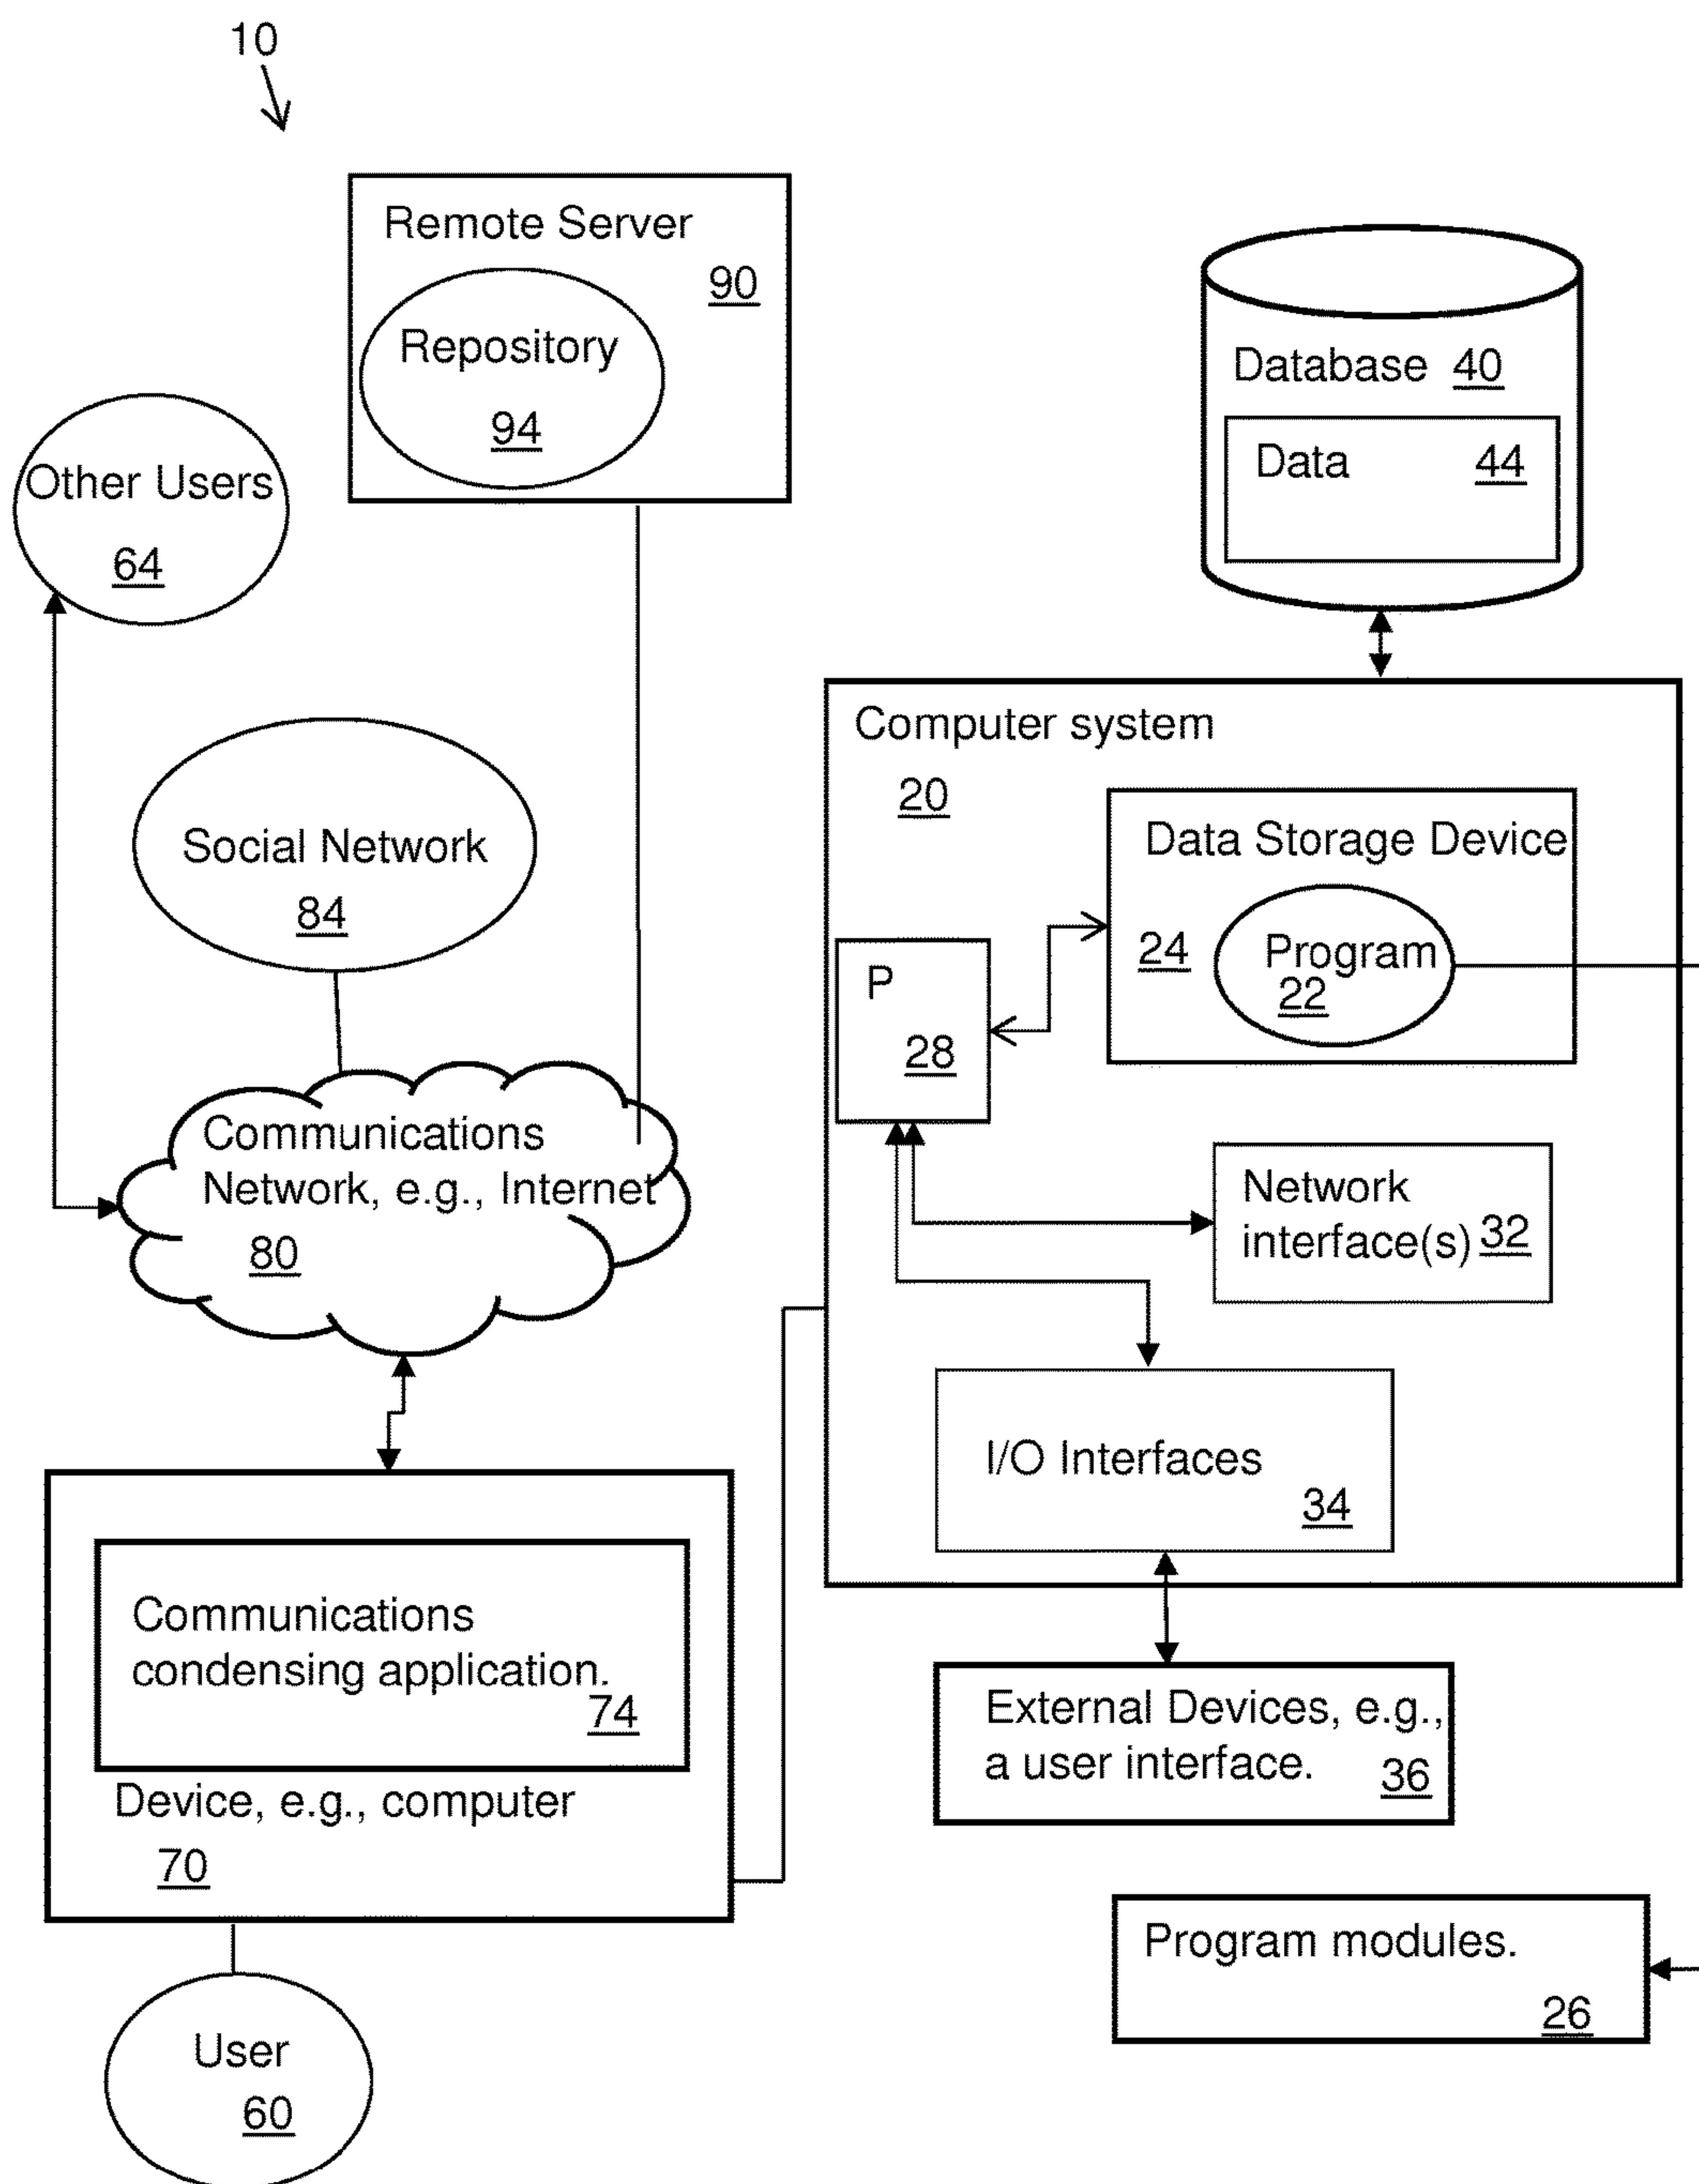 10
Remote Server
90
Repository
94
Database 40
Data 44
Other Users
64
Computer system
20
Data Storage Device
24
Program
22
P
28
Social Network
84
Communications
Network, e.g., Internet
80
Network
interface(s) 32
I/O Interfaces
34
Communications
condensing application.
74
Device, e.g., computer
70
External Devices, e.g.,
a user interface.
36
Program modules.
26
User
60